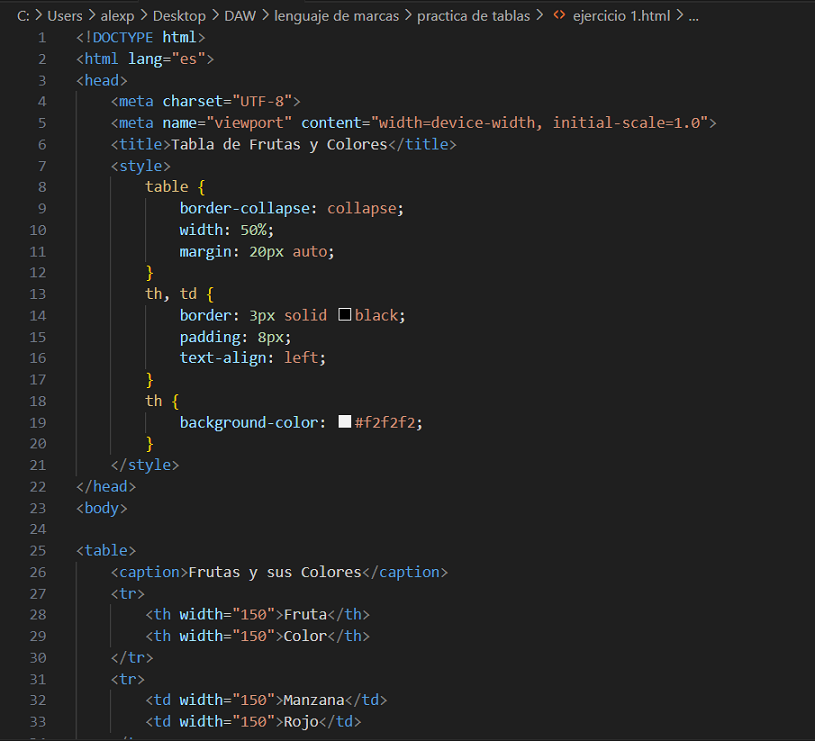 C: > Users > alexp > Desktop > DAW > lenguaje de marcas > practica de tablas > <> ejercicio 1.html > ...
1 <!DOCTYPE html>
2 <html lang="es">
3 <head>
4 <meta charset="UTF-8">
5 <meta name="viewport" content="width=device-width, initial-scale=1.0">
6 <title>Tabla de Frutas y Colores</title>
7 <style>
8 table {
9 border-collapse: collapse;
10 width: 50%;
11 margin: 20px auto;
12 }
13 th, td {
14 border: 3px solid black;
15 padding: 8px;
16 text-align: left;
17 }
18 th {
19 background-color: #f2f2f2;
20 }
21 </style>
22 </head>
23 <body>
24
25 <table>
26 <caption>Frutas y sus Colores</caption>
27 <tr>
28 <th width="150">Fruta</th>
29 <th width="150">Color</th>
30 </tr>
31 <tr>
32 <td width="150">Manzana</td>
33 <td width="150">Rojo</td>